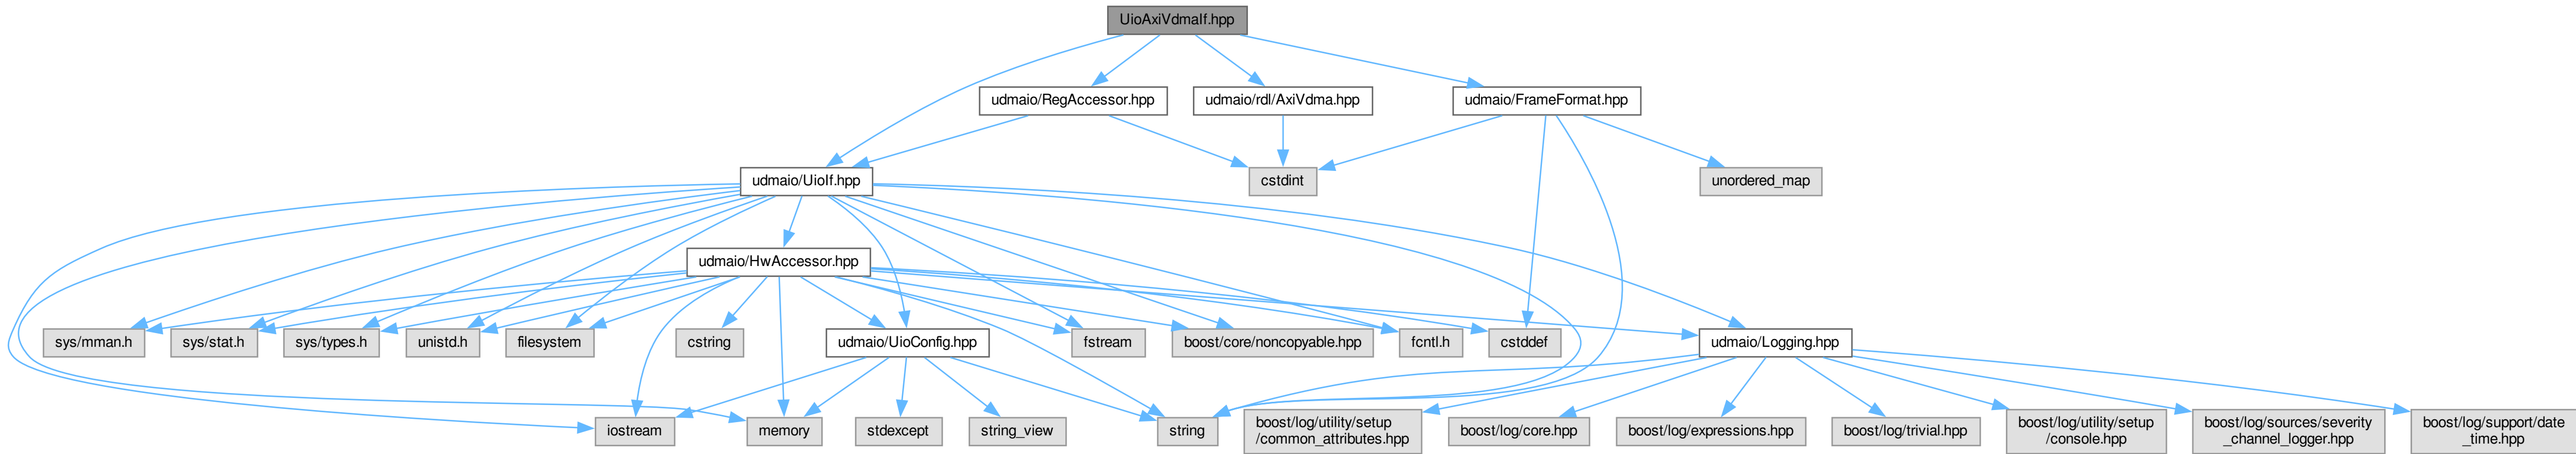 UioAxiVdmaIf.hpp
udmaio/RegAccessor.hpp
udmaio/rdl/AxiVdma.hpp
udmaio/FrameFormat.hpp
udmaio/UioIf.hpp
cstdint
unordered_map
udmaio/HwAccessor.hpp
sys/mman.h
sys/stat.h
sys/types.h
unistd.h
filesystem
cstring
udmaio/UioConfig.hpp
fstream
boost/core/noncopyable.hpp
fcntl.h
cstddef
udmaio/Logging.hpp
iostream
memory
stdexcept
string_view
string
boost/log/utility/setup
/common_attributes.hpp
boost/log/core.hpp
boost/log/expressions.hpp
boost/log/trivial.hpp
boost/log/utility/setup
/console.hpp
boost/log/sources/severity
_channel_logger.hpp
boost/log/support/date
_time.hpp